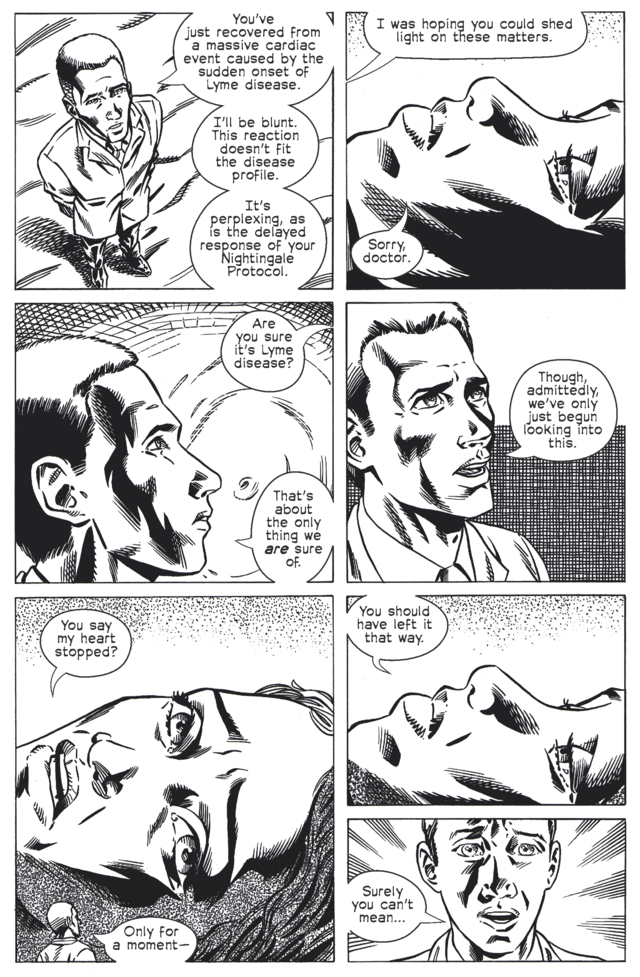 You've
just recovered from
a massive cardiac
event caused by the
sudden onset of
Lyme disease.
I'll be blunt.
This reaction
doesn't fit
the disease
profile.
It's
perplexing, as
is the delayed
response of your
Nightingale
Protocol.
I was hoping you could shed
light on these matters.
Sorry,
doctor.
Are
you sure
it's Lyme
disease?
That's
about
the only
thing we
are sure
of.
Though,
admittedly,
we've only
just begun
looking into
this.
You say
my heart
stopped?
Only for
a moment—
You should
have left it
that way.
Surely
you can't
mean...